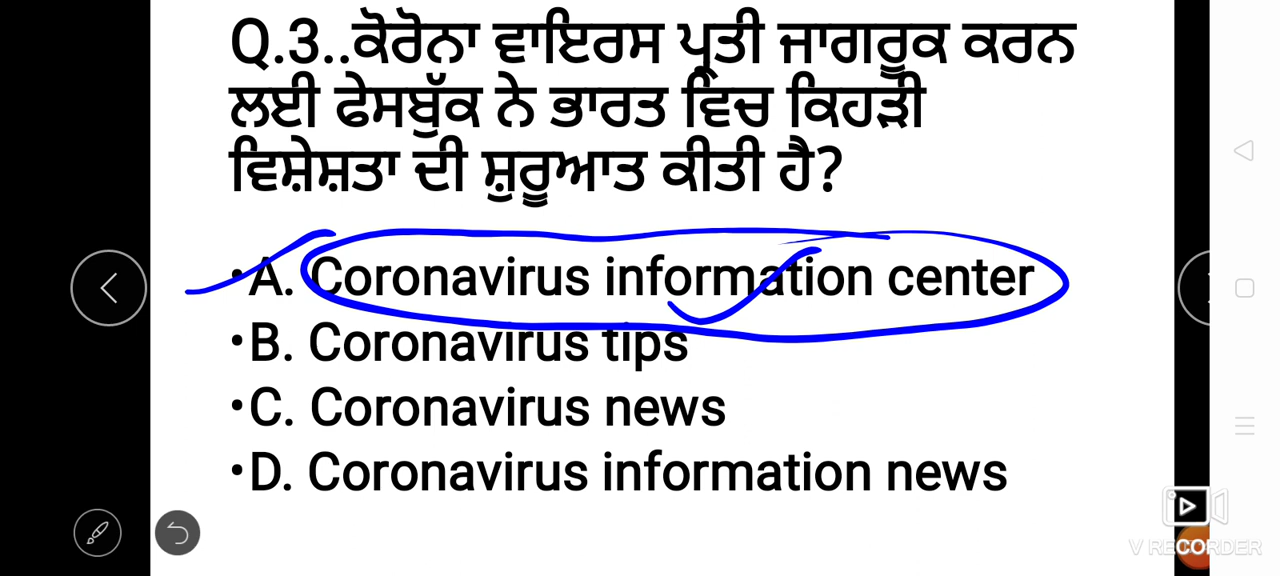 Q.3..ਕੋਰੋਨਾ ਵਾਇਰਸ ਪ੍ਰਤੀ ਜਾਗਰੂਕ ਕਰਨ
ਲਈ ਫੇਸਬੁੱਕ ਨੇ ਭਾਰਤ ਵਿਚ ਕਿਹੜੀ
ਵਿਸ਼ੇਸ਼ਤਾ ਦੀ ਸ਼ੁਰੂਆਤ ਕੀਤੀ ਹੈ?
•A. Coronavirus information center
•B. Coronavirus tips
•C. Coronavirus news
•D. Coronavirus information news
V RECORDER